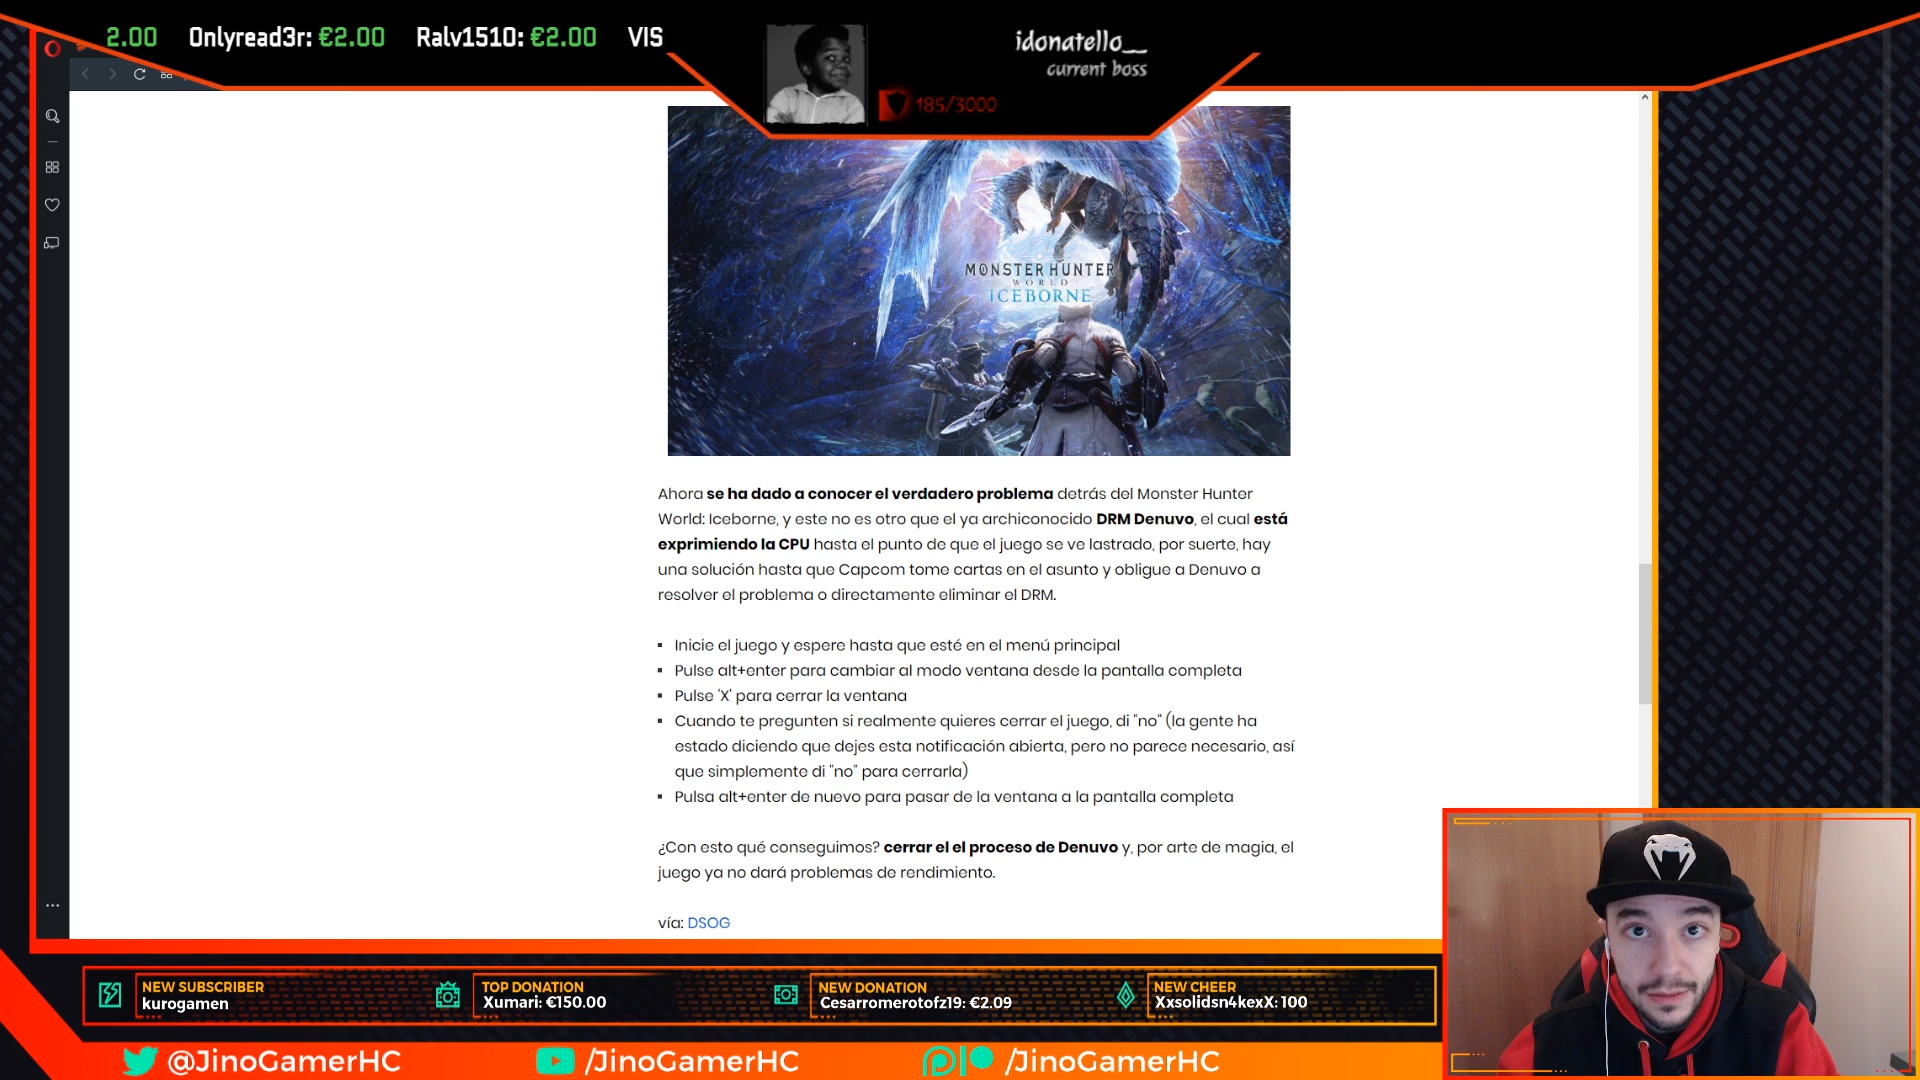 2.00 Onlyread3r: €2.00 Ralv1510: €2.00 VIS
idonatello__
current boss
185/3000
MONSTER HUNTER
WORLD
ICEBORNE
Ahora se ha dado a conocer el verdadero problema detrás del Monster Hunter
World: Iceborne, y este no es otro que el ya archiconocido DRM Denuvo, el cual está
exprimiendo la CPU hasta el punto de que el juego se ve lastrado, por suerte, hay
una solución hasta que Capcom tome cartas en el asunto y obligue a Denuvo a
resolver el problema o directamente eliminar el DRM.
▪ Inicie el juego y espere hasta que esté en el menú principal
▪ Pulse alt+enter para cambiar al modo ventana desde la pantalla completa
▪ Pulse 'X' para cerrar la ventana
▪ Cuando te pregunten si realmente quieres cerrar el juego, di "no" (la gente ha
estado diciendo que dejes esta notificación abierta, pero no parece necesario, así
que simplemente di "no" para cerrarla)
▪ Pulsa alt+enter de nuevo para pasar de la ventana a la pantalla completa
¿Con esto qué conseguimos? cerrar el el proceso de Denuvo y, por arte de magia, el
juego ya no dará problemas de rendimiento.
vía: DSOG
NEW SUBSCRIBER
kurogamen
TOP DONATION
Xumari: €150.00
NEW DONATION
Cesarromerotofz19: €2.09
NEW CHEER
Xxsolidsn4kexX: 100
@JinoGamerHC
/JinoGamerHC
/JinoGamerHC